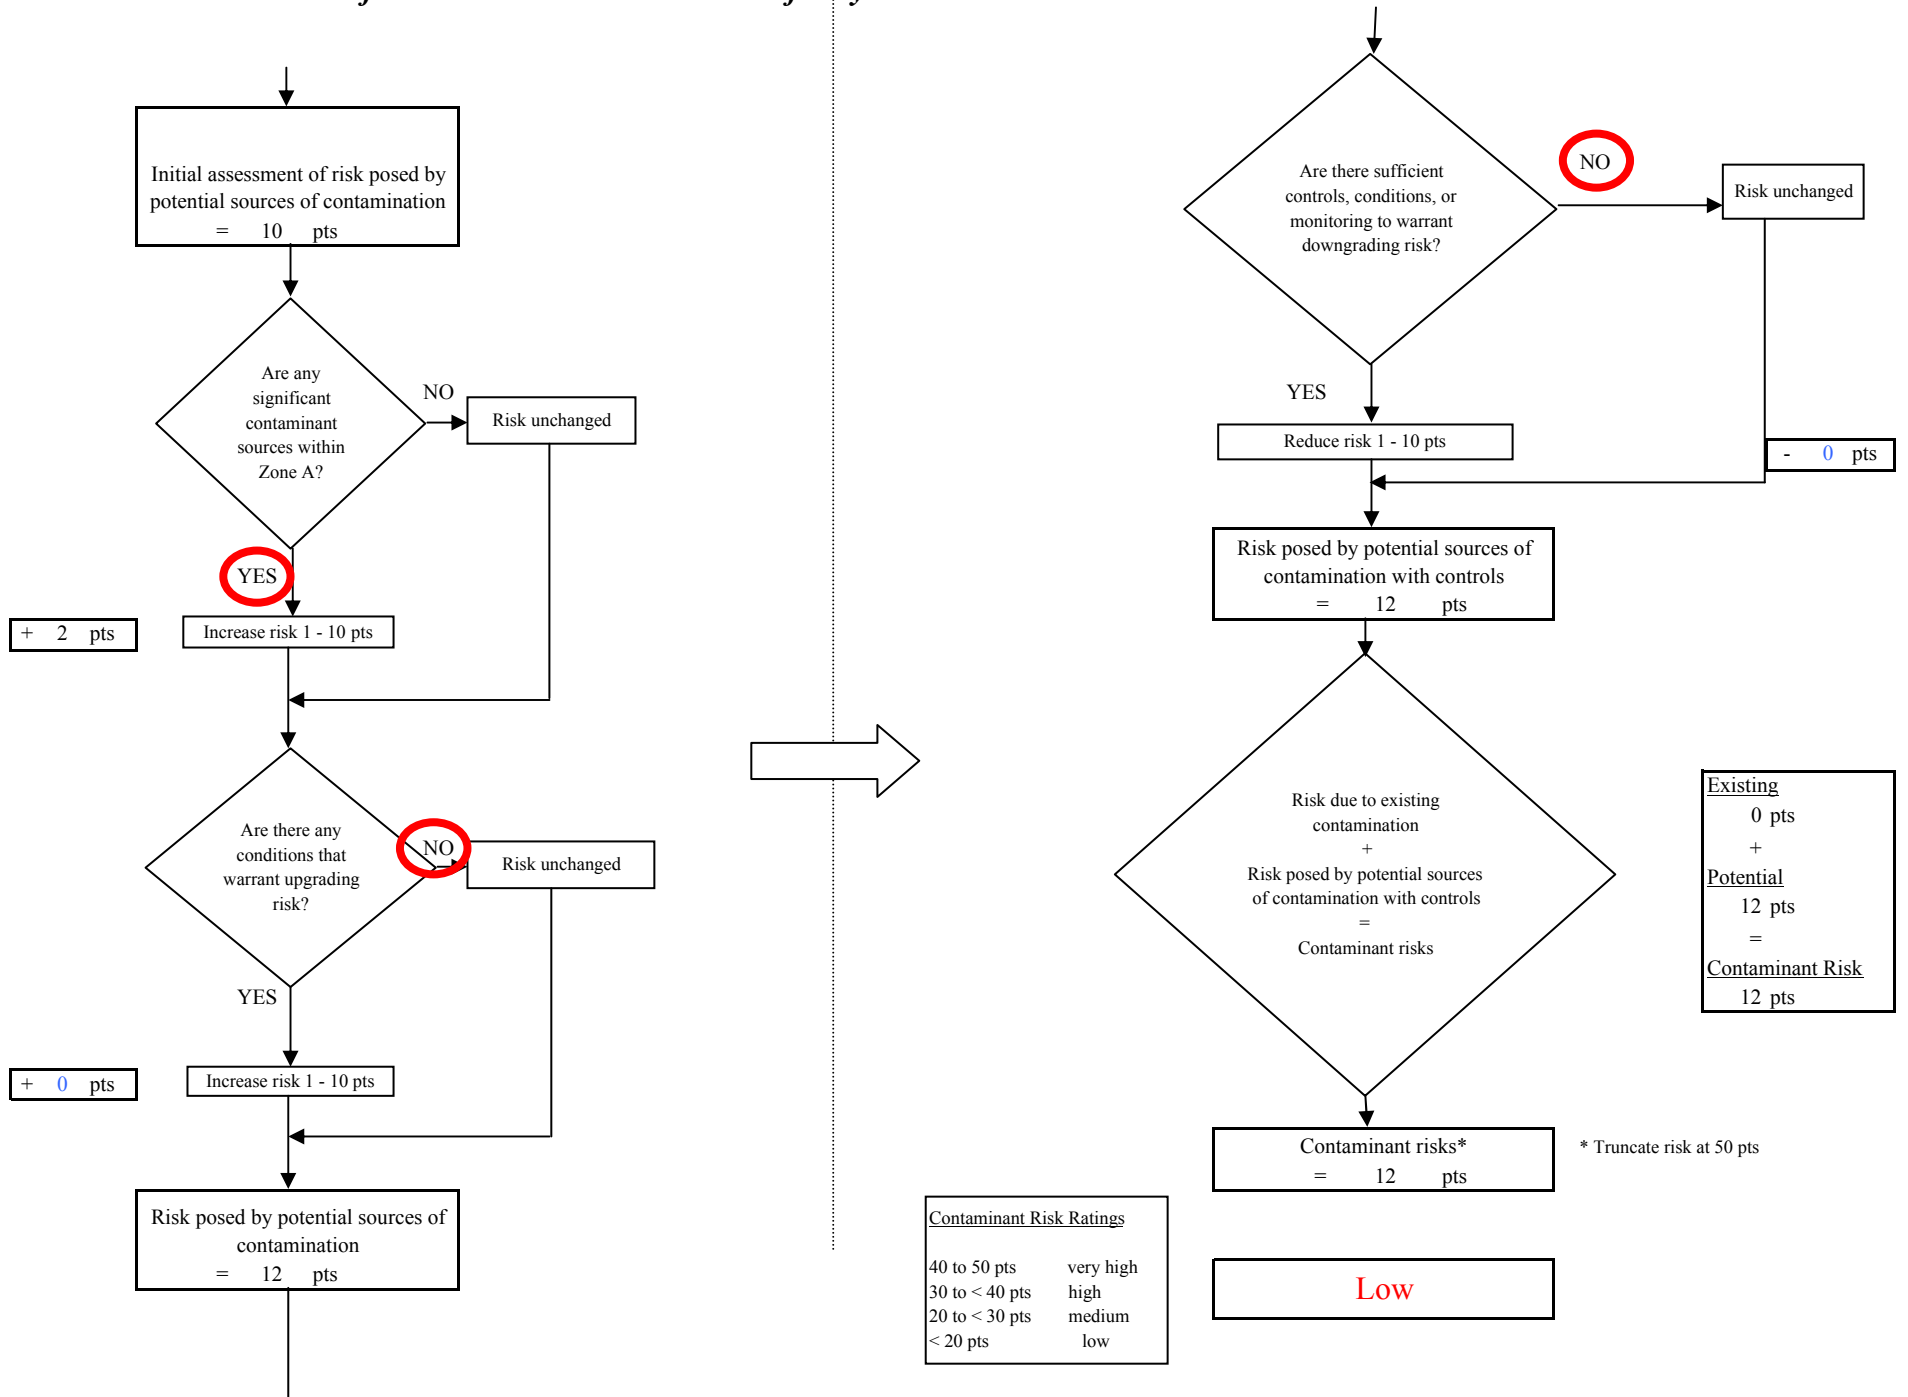 Initial assessment of risk posed by
potential sources of contamination
= 10 pts
Are any
significant
contaminant
sources within
Zone A?
NO
Risk unchanged
YES
+ 2 pts
Increase risk 1 - 10 pts
Are there any
conditions that
warrant upgrading
risk?
NO
Risk unchanged
YES
+ 0 pts
Increase risk 1 - 10 pts
Risk posed by potential sources of
contamination
= 12 pts
Are there sufficient
controls, conditions, or
monitoring to warrant
downgrading risk?
NO
Risk unchanged
YES
Reduce risk 1 - 10 pts
- 0 pts
Risk posed by potential sources of
contamination with controls
= 12 pts
Risk due to existing
contamination
+
Risk posed by potential sources
of contamination with controls
=
Contaminant risks
Existing
0 pts
+
Potential
12 pts
=
Contaminant Risk
12 pts
Contaminant risks*
= 12 pts
* Truncate risk at 50 pts
Contaminant Risk Ratings
40 to 50 pts very high
30 to < 40 pts high
20 to < 30 pts medium
< 20 pts low
Low